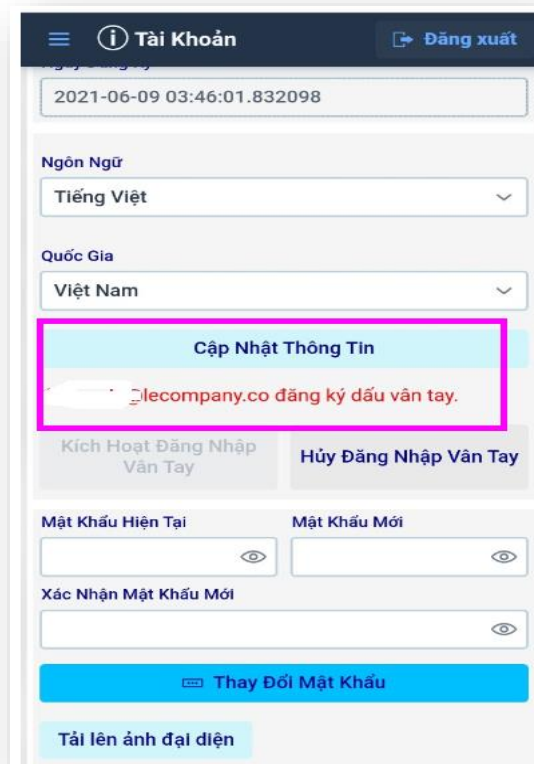 Tài Khoản
Đăng xuất
2021-06-09 03:46:01.832098
Ngôn Ngữ
Tiếng Việt
Quốc Gia
Việt Nam
Cập Nhật Thông Tin
@lecompany.co đăng ký dấu vân tay.
Kích Hoạt Đăng Nhập
Vân Tay
Hủy Đăng Nhập Vân Tay
Mật Khẩu Hiện Tại
Mật Khẩu Mới
Xác Nhận Mật Khẩu Mới
Thay Đổi Mật Khẩu
Tải lên ảnh đại diện